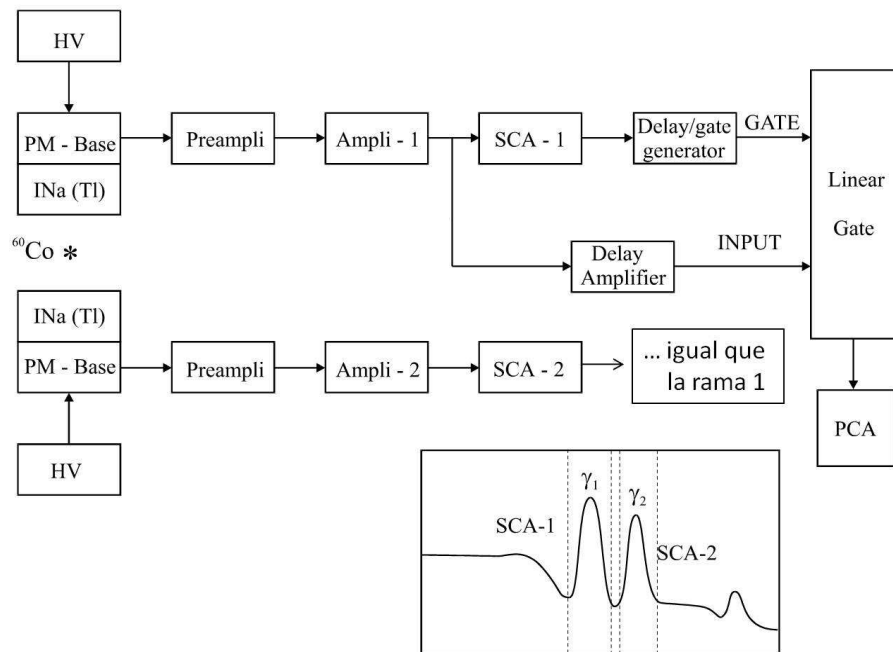 HV
PM - Base
INa (Tl)
Preampli
Ampli - 1
SCA - 1
Delay/gate
generator
GATE
Linear
Gate
Delay
Amplifier
INPUT
⁶⁰Co *
INa (Tl)
PM - Base
Preampli
Ampli - 2
SCA - 2
... igual que
la rama 1
HV
PCA
γ₁
γ₂
SCA-1
SCA-2